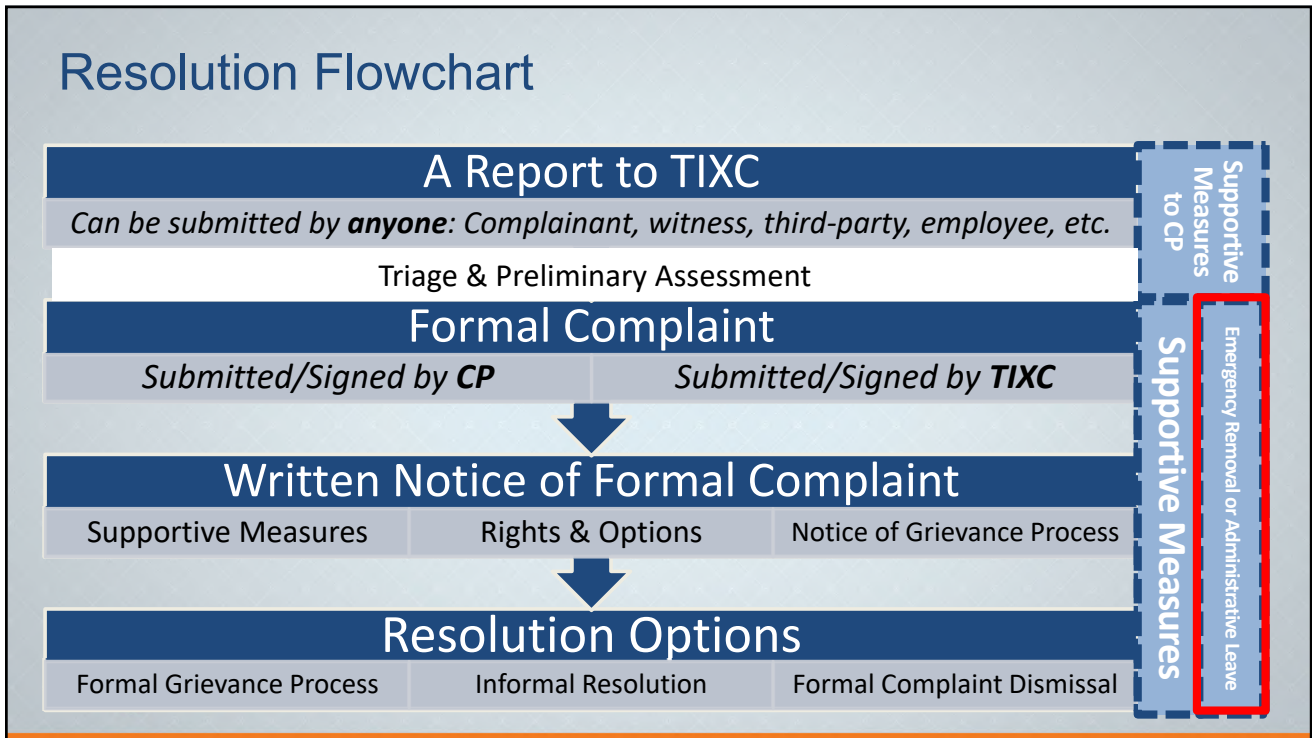 Resolution Flowchart
A Report to TIXC
Can be submitted by anyone: Complainant, witness, third-party, employee, etc.
Triage & Preliminary Assessment
Supportive
Measures
to CP
Formal Complaint
Submitted/Signed by CP
Submitted/Signed by TIXC
Written Notice of Formal Complaint
Supportive Measures
Rights & Options
Notice of Grievance Process
Resolution Options
Formal Grievance Process
Informal Resolution
Formal Complaint Dismissal
Supportive Measures
Emergency Removal or Administrative Leave